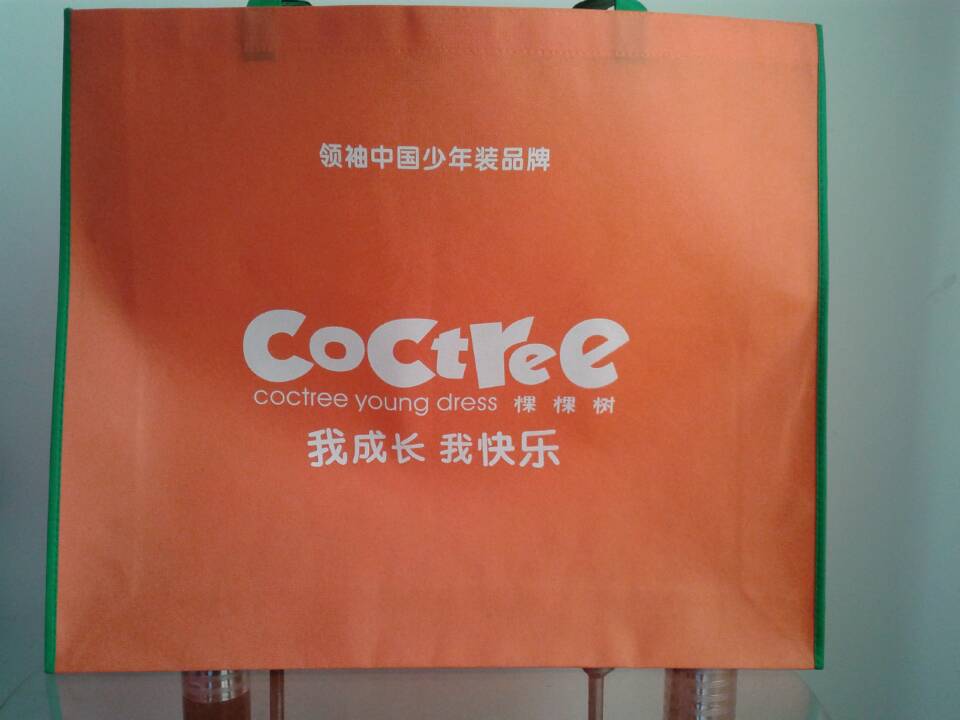 领袖中国少年装品牌
Coctree
coctree young dress 棵棵树
我成长 我快乐